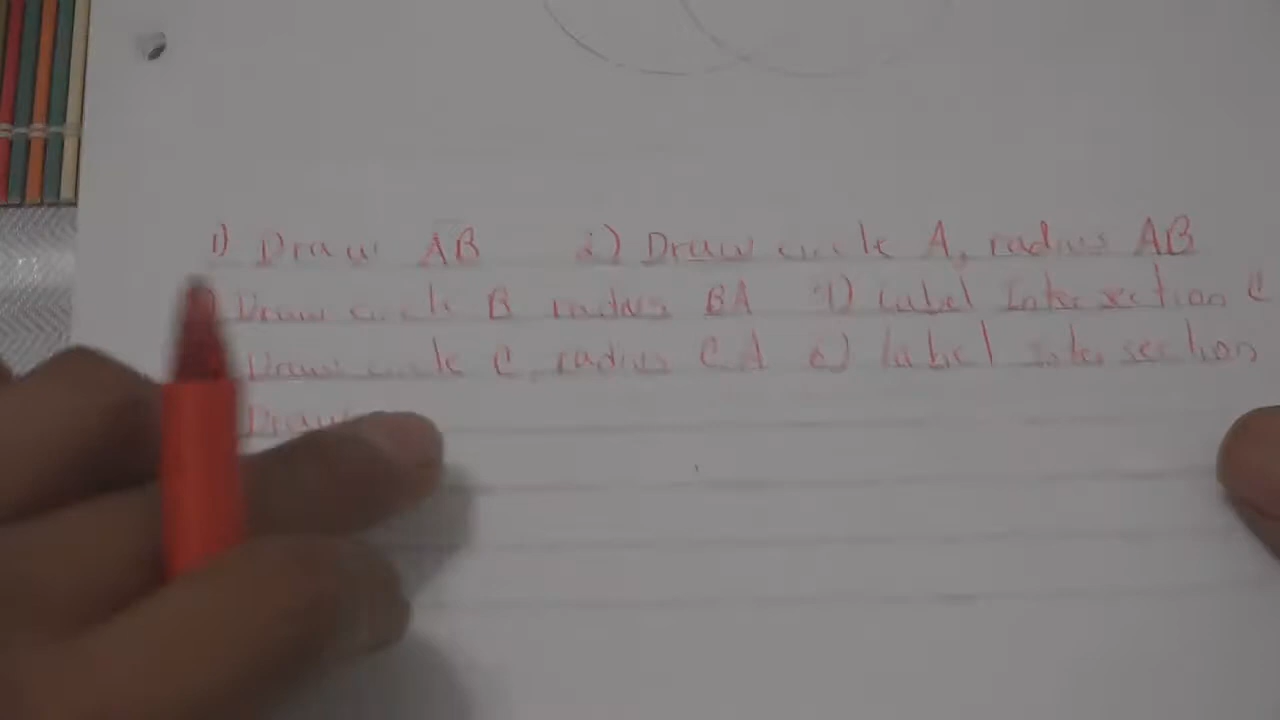 1) Draw AB 2) Draw circle A, radius AB
) Draw circle B radius BA 4) Label Intersection C
Draw circle C, radius CA 6) label intersection
Draw